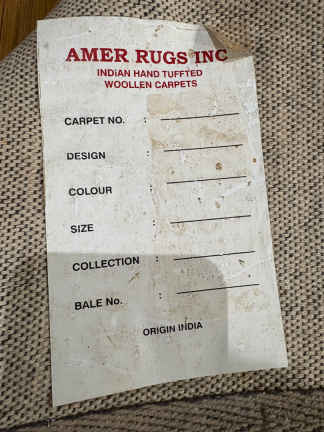 AMER RUGS INC
INDIAN HAND TUFFTED
WOOLLEN CARPETS
CARPET NO. :
DESIGN :
COLOUR :
SIZE :
COLLECTION :
BALE No. :
ORIGIN INDIA